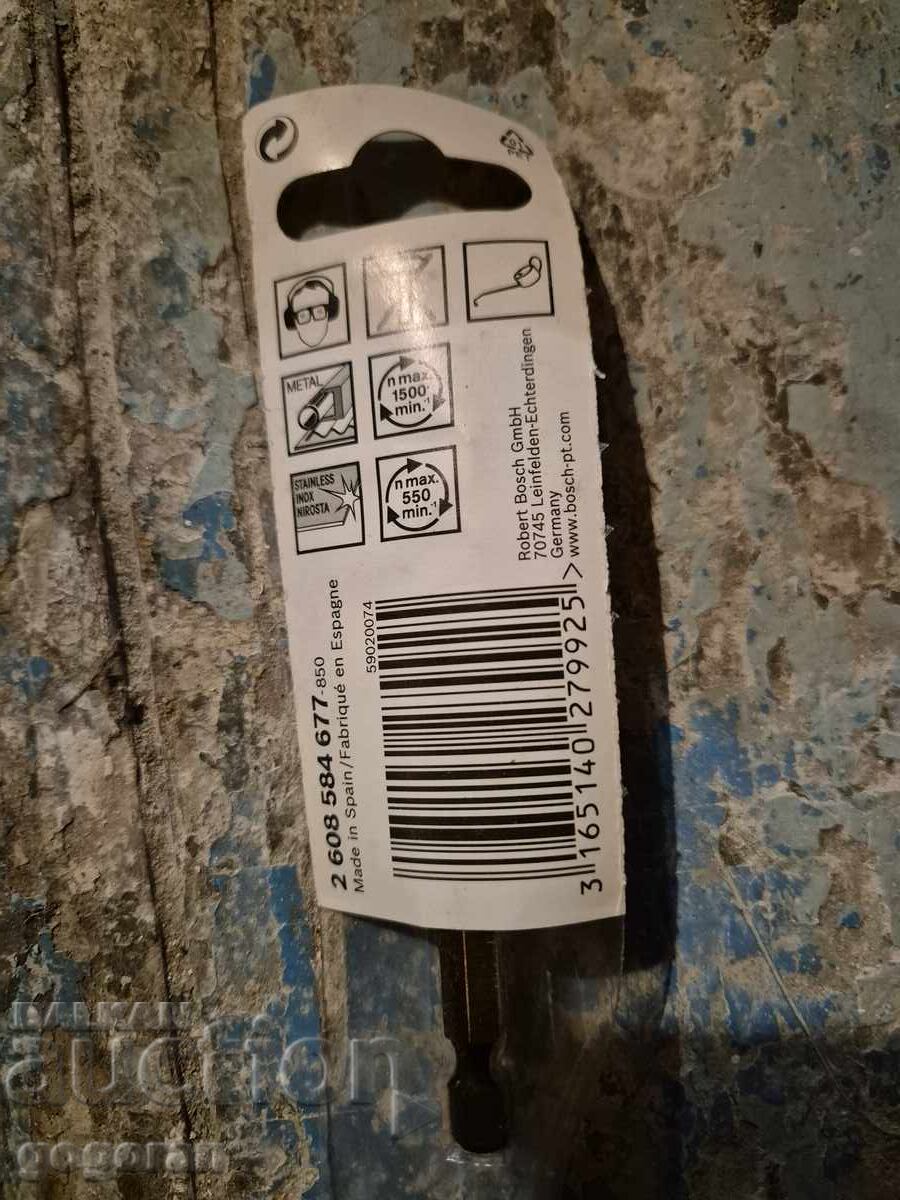 METAL
n max.
1500
min.⁻¹
STAINLESS
INOX
NIROSTA
n max.
550
min.⁻¹
Robert Bosch GmbH
70745 Leinfelden-Echterdingen
Germany
www.bosch-pt.com
2 608 584 677-850
Made in Spain/Fabriqué en Espagne
59020074
3 165140 279925 >
BALKAN
auction
gogoran